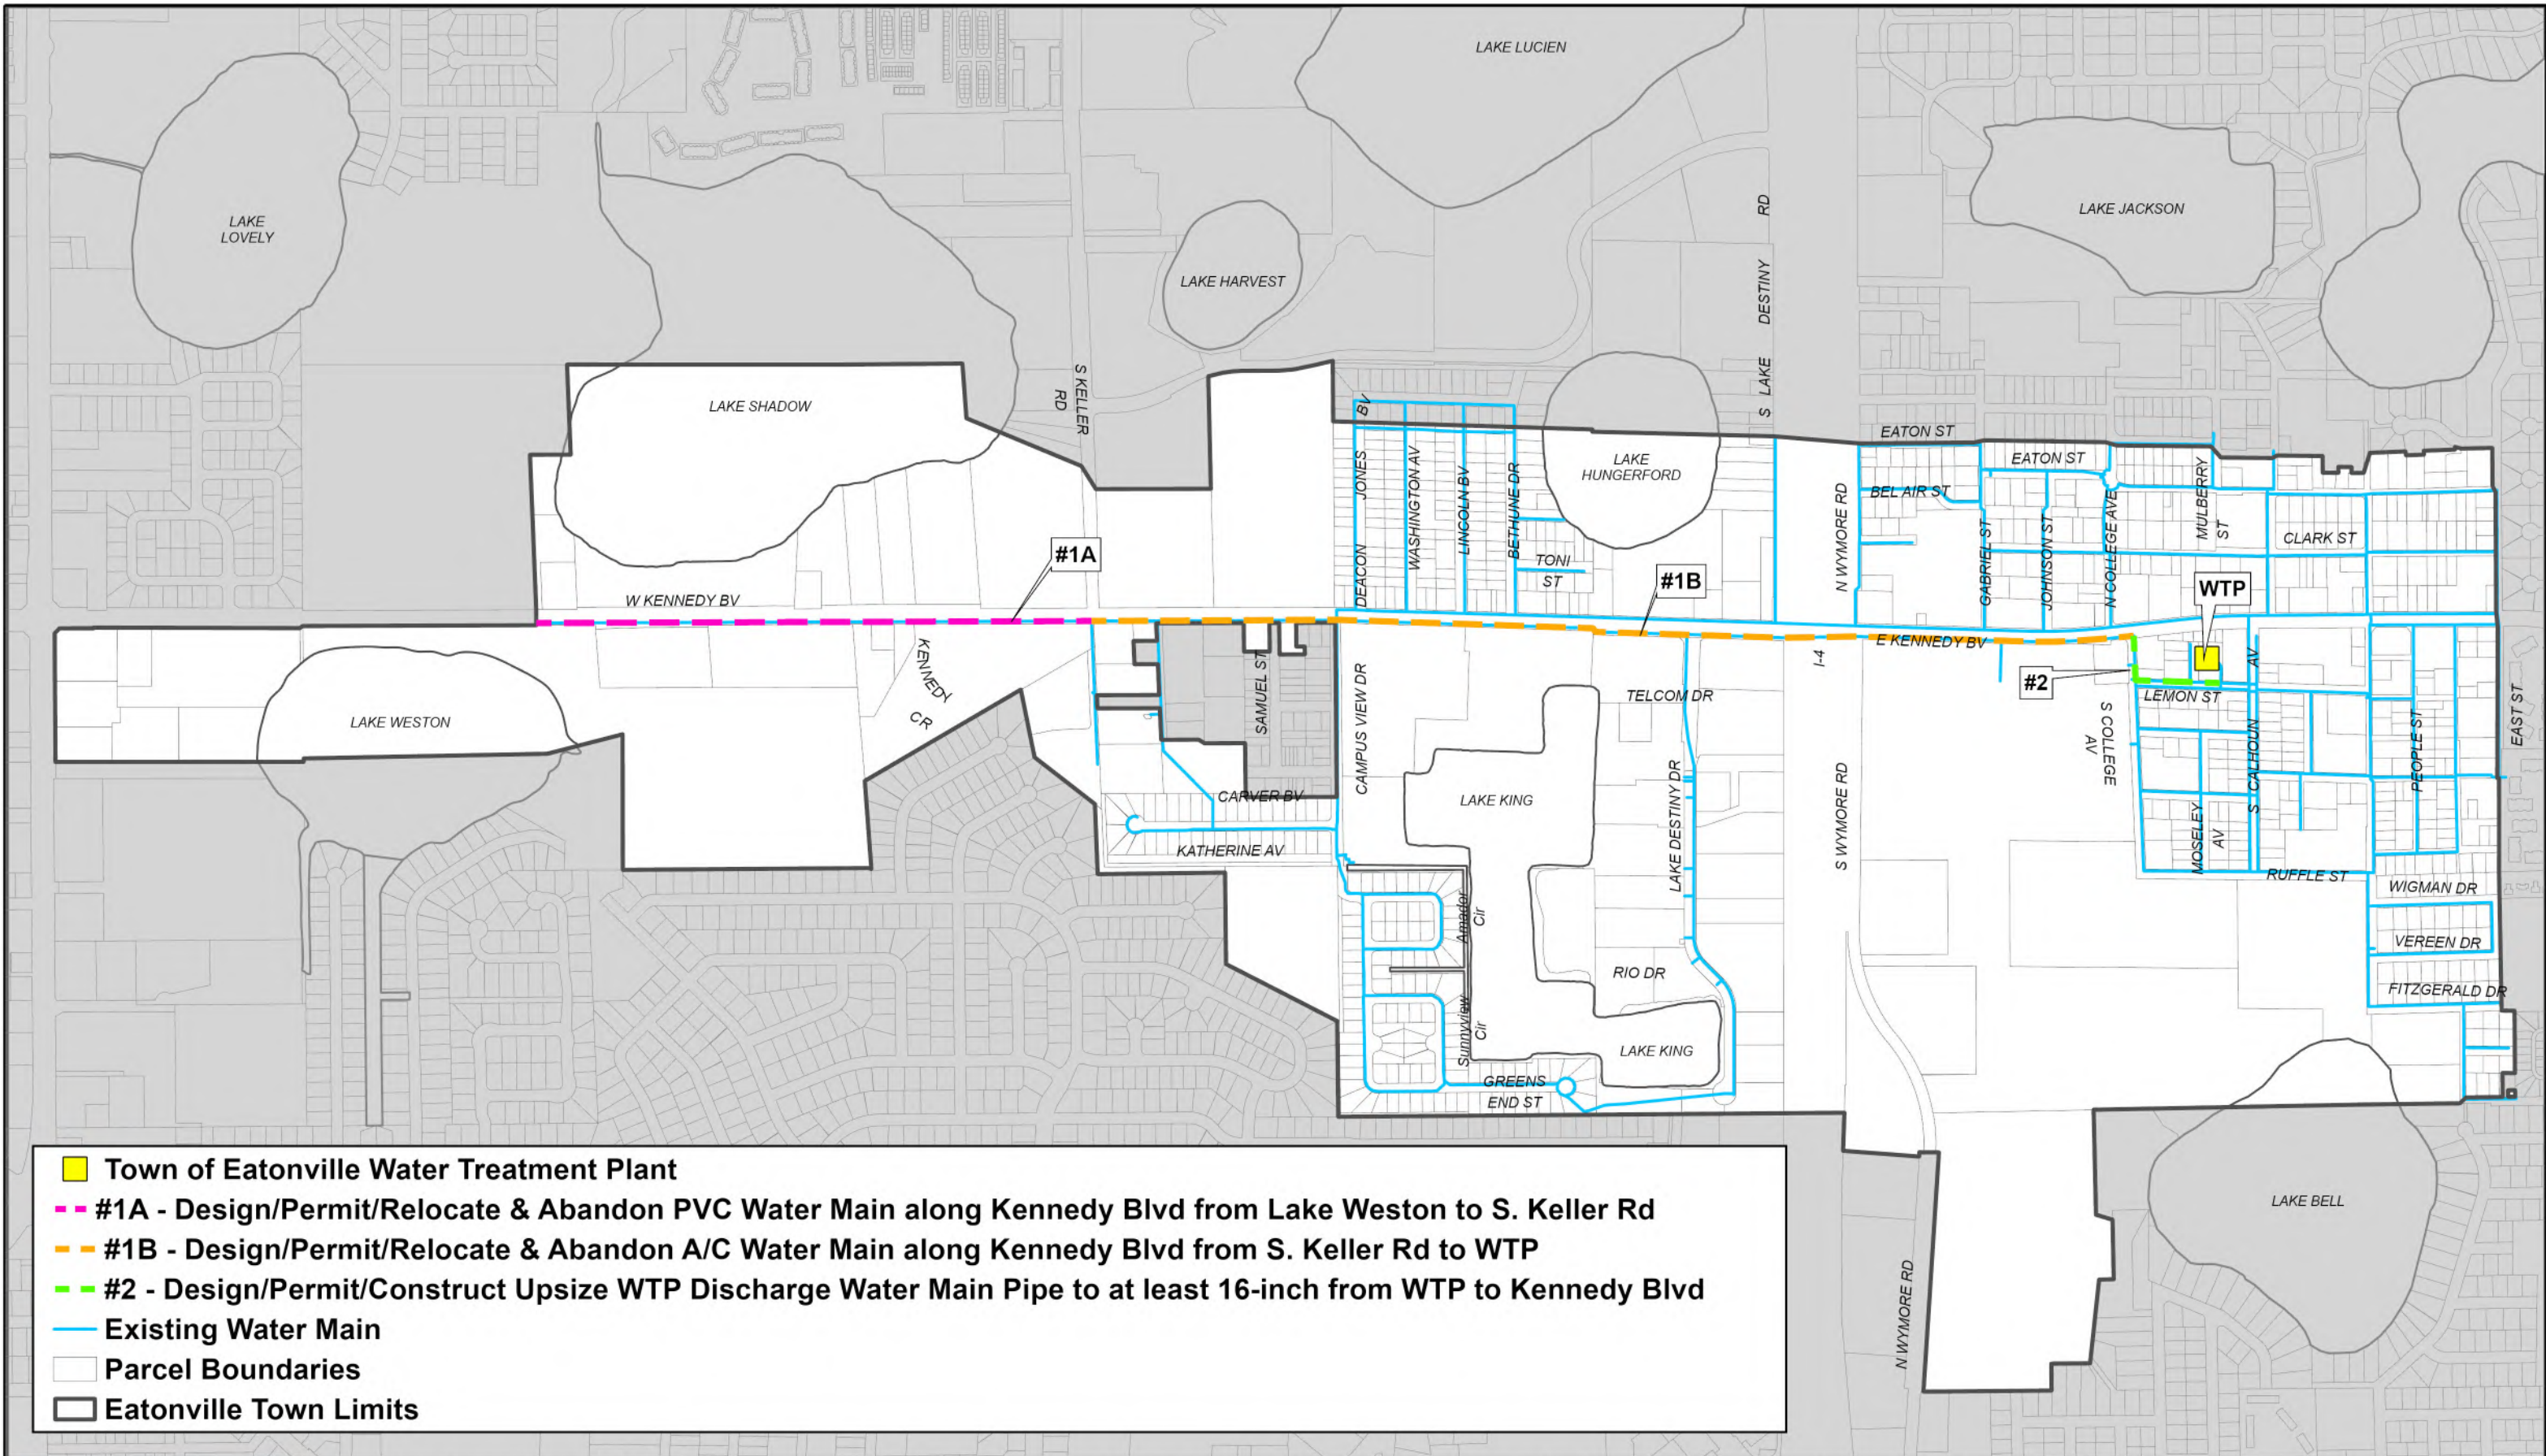 LAKE LUCIEN
LAKE
LOVELY
LAKE HARVEST
RD
DESTINY
S LAKE
LAKE JACKSON
LAKE SHADOW
S KELLER
RD
BV
JONES
DEACON
WASHINGTON AV
LINCOLN BV
BETHUNE DR
TONI
ST
LAKE
HUNGERFORD
EATON ST
EATON ST
BEL AIR ST
N WYMORE RD
GABRIEL ST
JOHNSON ST
N COLLEGE AVE
MULBERRY
ST
CLARK ST
#1A
#1B
WTP
W KENNEDY BV
E KENNEDY BV
I-4
KENNEDY
CR
SAMUEL ST
CAMPUS VIEW DR
TELCOM DR
#2
LEMON ST
AV
S CALHOUN
S COLLEGE
AV
PEOPLE ST
EAST ST
LAKE WESTON
CARVER BV
KATHERINE AV
LAKE KING
LAKE DESTINY DR
S WYMORE RD
MOSELEY
AV
RUFFLE ST
WIGMAN DR
VEREEN DR
FITZGERALD DR
Amador
Cir
Sunnyview
Cir
RIO DR
LAKE KING
GREENS
END ST
LAKE BELL
N WYMORE RD
Town of Eatonville Water Treatment Plant
#1A - Design/Permit/Relocate & Abandon PVC Water Main along Kennedy Blvd from Lake Weston to S. Keller Rd
#1B - Design/Permit/Relocate & Abandon A/C Water Main along Kennedy Blvd from S. Keller Rd to WTP
#2 - Design/Permit/Construct Upsize WTP Discharge Water Main Pipe to at least 16-inch from WTP to Kennedy Blvd
Existing Water Main
Parcel Boundaries
Eatonville Town Limits